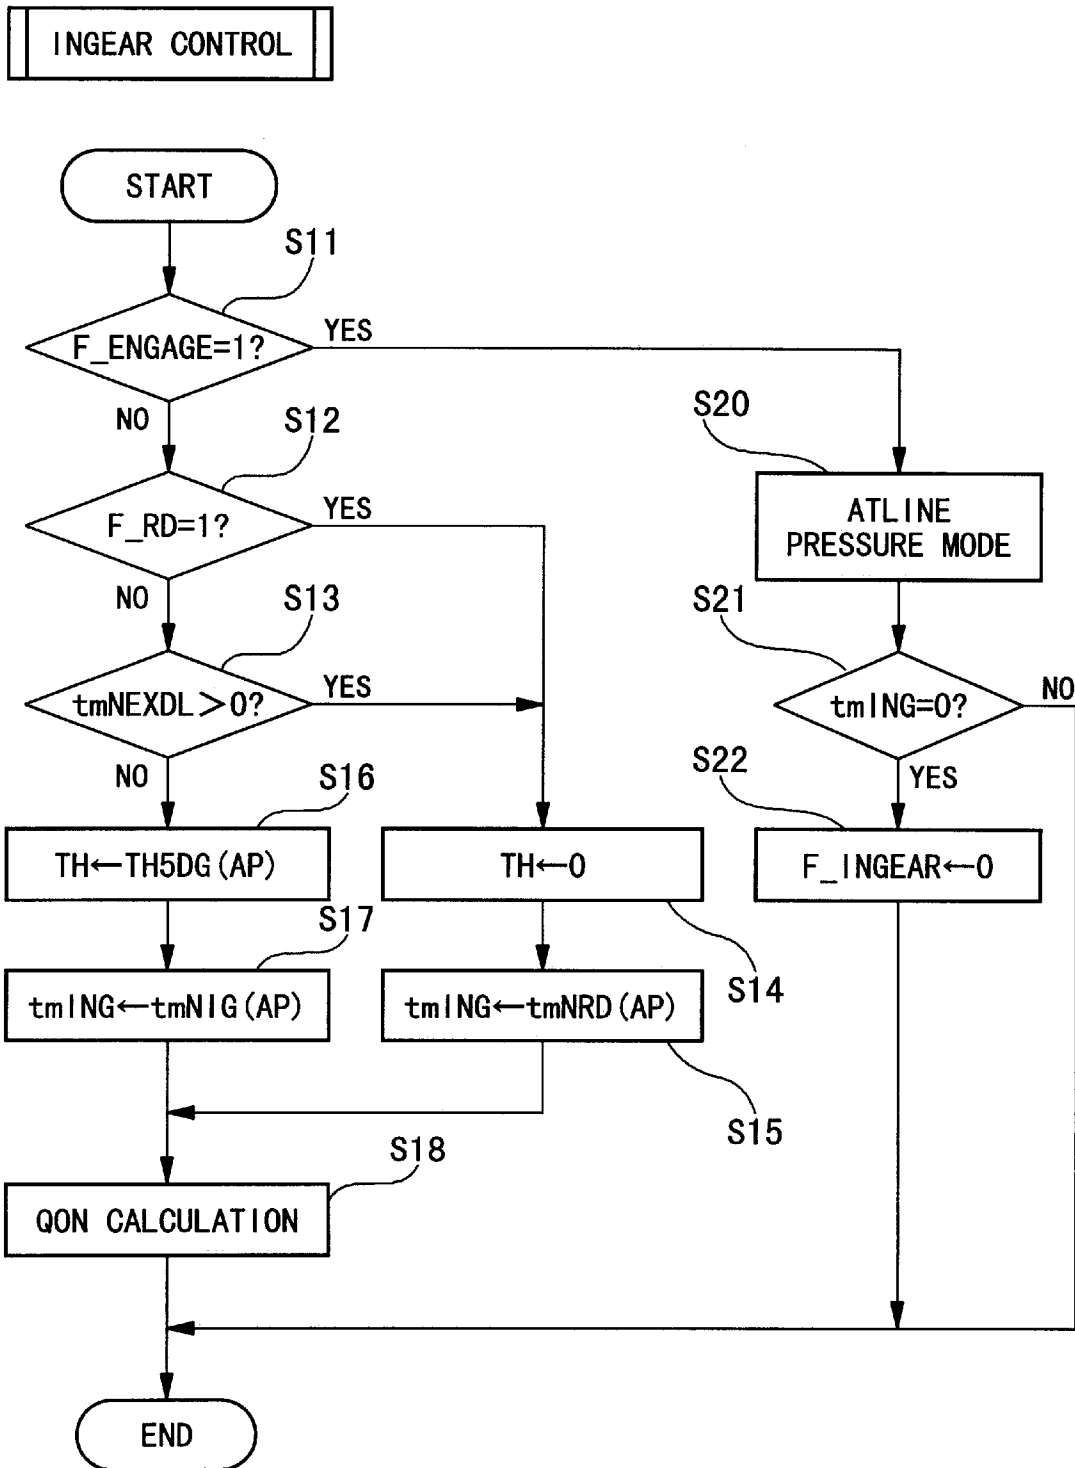 INGEAR CONTROL
START
S11
F_ENGAGE=1?
YES
NO
S12
F_RD=1?
YES
NO
S13
tmNEXDL>0?
YES
NO
S16
TH←TH5DG(AP)
S17
tmING←tmNIG(AP)
TH←0
S14
tmING←tmNRD(AP)
S15
S18
QON CALCULATION
S20
ATLINE
PRESSURE MODE
S21
tmING=0?
NO
YES
S22
F_INGEAR←0
END